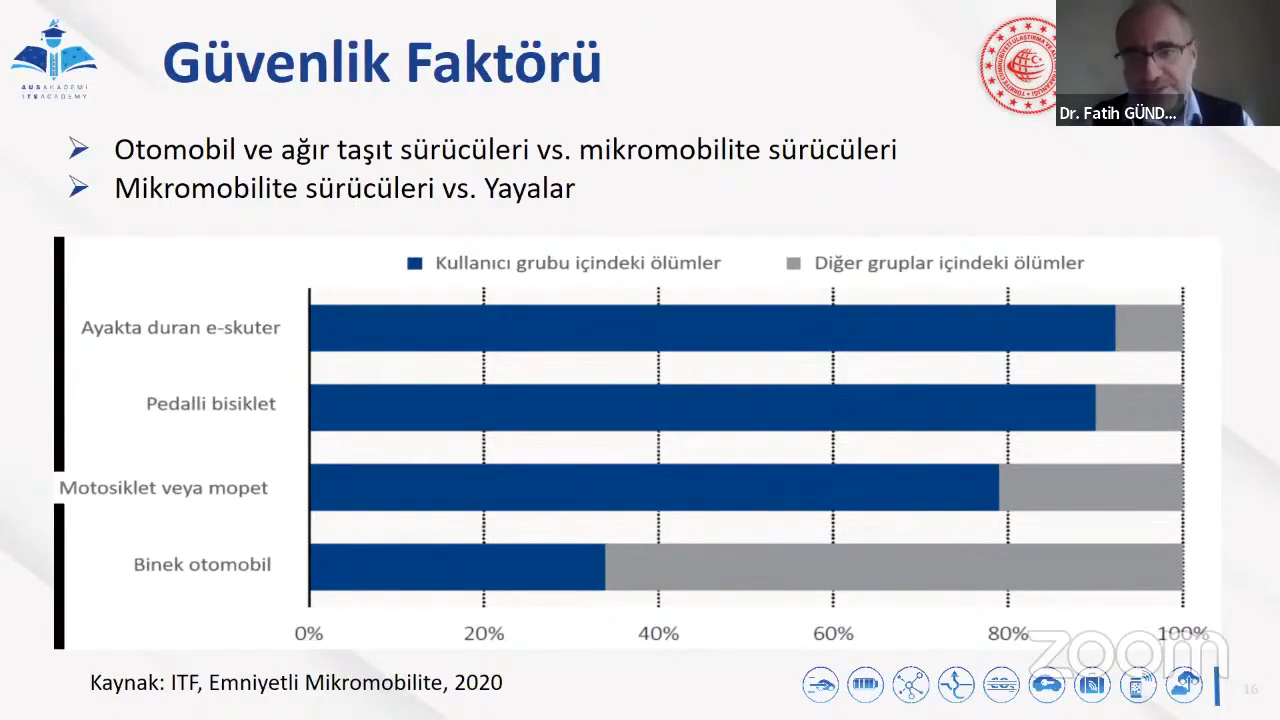 Güvenlik Faktörü
AUSAKADEMİ
ITSACADEMY
Dr. Fatih GÜND...
Otomobil ve ağır taşıt sürücüleri vs. mikromobilite sürücüleri
Mikromobilite sürücüleri vs. Yayalar
Kullanıcı grubu içindeki ölümler
Diğer gruplar içindeki ölümler
Ayakta duran e-skuter
Pedalli bisiklet
Motosiklet veya mopet
Binek otomobil
0% 20% 40% 60% 80% 100%
zoom
Kaynak: ITF, Emniyetli Mikromobilite, 2020
16